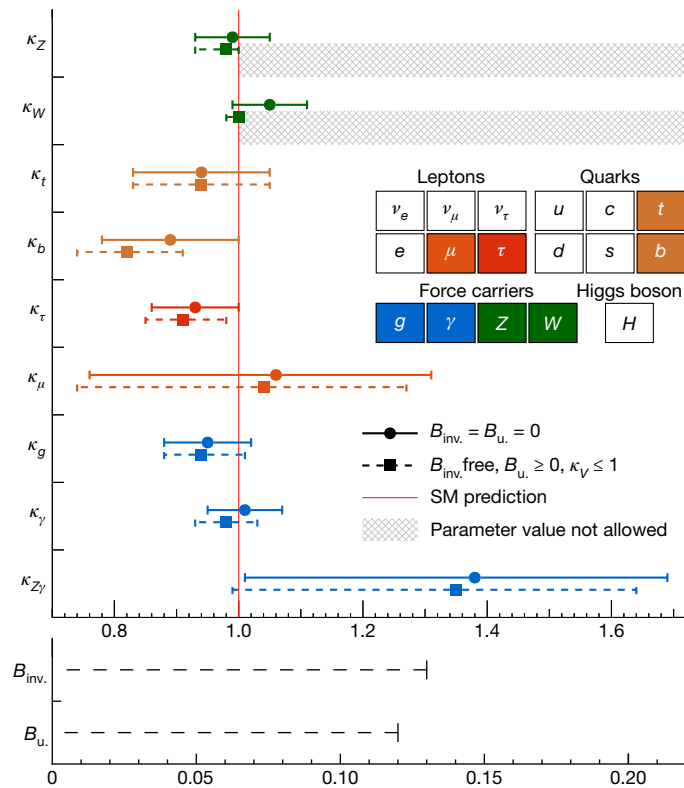 κZ
κW
κt
κb
κτ
κμ
κg
κγ
κZγ
Leptons
Quarks
νe νμ ντ
u c t
e μ τ
d s b
Force carriers
Higgs boson
g γ Z W
H
Binv. = Bu. = 0
Binv.free, Bu. ≥ 0, κV ≤ 1
SM prediction
Parameter value not allowed
0.8 1.0 1.2 1.4 1.6
Binv.
Bu.
0 0.05 0.10 0.15 0.20